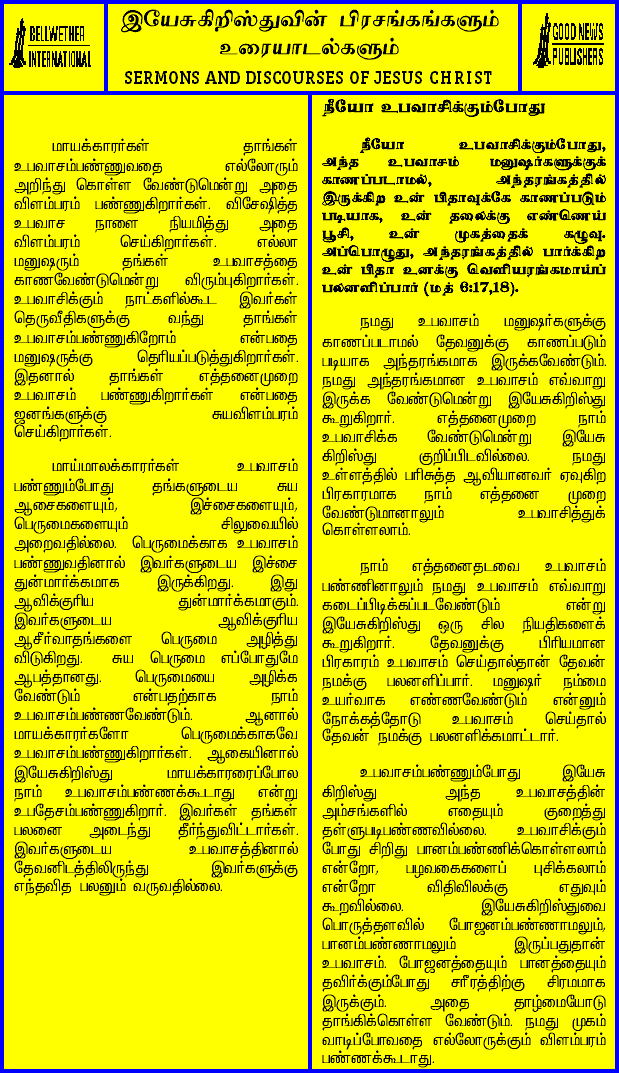 BELLWETHER
INTERNATIONAL
இயேசுகிறிஸ்துவின் பிரசங்கங்களும்
உரையாடல்களும்
SERMONS AND DISCOURSES OF JESUS CHRIST
GOOD NEWS
PUBLISHERS
மாயக்காரர்கள் தாங்கள்
உபவாசம்பண்ணுவதை எல்லோரும்
அறிந்து கொள்ள வேண்டுமென்று அதை
விளம்பரம் பண்ணுகிறார்கள். விசேஷித்த
உபவாச நாளை நியமித்து அதை
விளம்பரம் செய்கிறார்கள். எல்லா
மனுஷரும் தங்கள் உபவாசத்தை
காணவேண்டுமென்று விரும்புகிறார்கள்.
உபவாசிக்கும் நாட்களில்கூட இவர்கள்
தெருவீதிகளுக்கு வந்து தாங்கள்
உபவாசம்பண்ணுகிறோம் என்பதை
மனுஷருக்கு தெரியப்படுத்துகிறார்கள்.
இதனால் தாங்கள் எத்தனைமுறை
உபவாசம் பண்ணுகிறார்கள் என்பதை
ஜனங்களுக்கு சுயவிளம்பரம்
செய்கிறார்கள்.
மாய்மாலக்காரர்கள் உபவாசம்
பண்ணும்போது தங்களுடைய சுய
ஆசைகளையும், இச்சைகளையும்,
பெருமைகளையும் சிலுவையில்
அறைவதில்லை. பெருமைக்காக உபவாசம்
பண்ணுவதினால் இவர்களுடைய இச்சை
துன்மார்க்கமாக இருக்கிறது. இது
ஆவிக்குரிய துன்மார்க்கமாகும்.
இவர்களுடைய ஆவிக்குரிய
ஆசீர்வாதங்களை பெருமை அழித்து
விடுகிறது. சுய பெருமை எப்போதுமே
ஆபத்தானது. பெருமையை அழிக்க
வேண்டும் என்பதற்காக நாம்
உபவாசம்பண்ணவேண்டும். ஆனால்
மாயக்காரர்களோ பெருமைக்காகவே
உபவாசம்பண்ணுகிறார்கள். ஆகையினால்
இயேசுகிறிஸ்து மாயக்காரரைப்போல
நாம் உபவாசம்பண்ணக்கூடாது என்று
உபதேசம்பண்ணுகிறார். இவர்கள் தங்கள்
பலனை அடைந்து தீர்ந்துவிட்டார்கள்.
இவர்களுடைய உபவாசத்தினால்
தேவனிடத்திலிருந்து இவர்களுக்கு
எந்தவித பலனும் வருவதில்லை.
நீயோ உபவாசிக்கும்போது
நீயோ உபவாசிக்கும்போது,
அந்த உபவாசம் மனுஷர்களுக்குக்
காணப்படாமல், அந்தரங்கத்தில்
இருக்கிற உன் பிதாவுக்கே காணப்படும்
படியாக, உன் தலைக்கு எண்ணெய்
பூசி, உன் முகத்தைக் கழுவு.
அப்பொழுது, அந்தரங்கத்தில் பார்க்கிற
உன் பிதா உனக்கு வெளியரங்கமாய்ப்
பலனளிப்பார் (மத் 6:17,18).
நமது உபவாசம் மனுஷர்களுக்கு
காணப்படாமல் தேவனுக்கு காணப்படும்
படியாக அந்தரங்கமாக இருக்கவேண்டும்.
நமது அந்தரங்கமான உபவாசம் எவ்வாறு
இருக்க வேண்டுமென்று இயேசுகிறிஸ்து
கூறுகிறார். எத்தனைமுறை நாம்
உபவாசிக்க வேண்டுமென்று இயேசு
கிறிஸ்து குறிப்பிடவில்லை. நமது
உள்ளத்தில் பரிசுத்த ஆவியானவர் ஏவுகிற
பிரகாரமாக நாம் எத்தனை முறை
வேண்டுமானாலும் உபவாசித்துக்
கொள்ளலாம்.
நாம் எத்தனைதடவை உபவாசம்
பண்ணினாலும் நமது உபவாசம் எவ்வாறு
கடைப்பிடிக்கப்படவேண்டும் என்று
இயேசுகிறிஸ்து ஒரு சில நியதிகளைக்
கூறுகிறார். தேவனுக்கு பிரியமான
பிரகாரம் உபவாசம் செய்தால்தான் தேவன்
நமக்கு பலனளிப்பார். மனுஷர் நம்மை
உயர்வாக எண்ணவேண்டும் என்னும்
நோக்கத்தோடு உபவாசம் செய்தால்
தேவன் நமக்கு பலனளிக்கமாட்டார்.
உபவாசம்பண்ணும்போது இயேசு
கிறிஸ்து அந்த உபவாசத்தின்
அம்சங்களில் எதையும் குறைத்து
தள்ளுபடிபண்ணவில்லை. உபவாசிக்கும்
போது சிறிது பானம்பண்ணிக்கொள்ளலாம்
என்றோ, பழவகைகளைப் புசிக்கலாம்
என்றோ விதிவிலக்கு எதுவும்
கூறவில்லை. இயேசுகிறிஸ்துவை
பொருத்தளவில் போஜனம்பண்ணாமலும்,
பானம்பண்ணாமலும் இருப்பதுதான்
உபவாசம். போஜனத்தையும் பானத்தையும்
தவிர்க்கும்போது சரீரத்திற்கு சிரமமாக
இருக்கும். அதை தாழ்மையோடு
தாங்கிக்கொள்ள வேண்டும். நமது முகம்
வாடிப்போவதை எல்லோருக்கும் விளம்பரம்
பண்ணக்கூடாது.